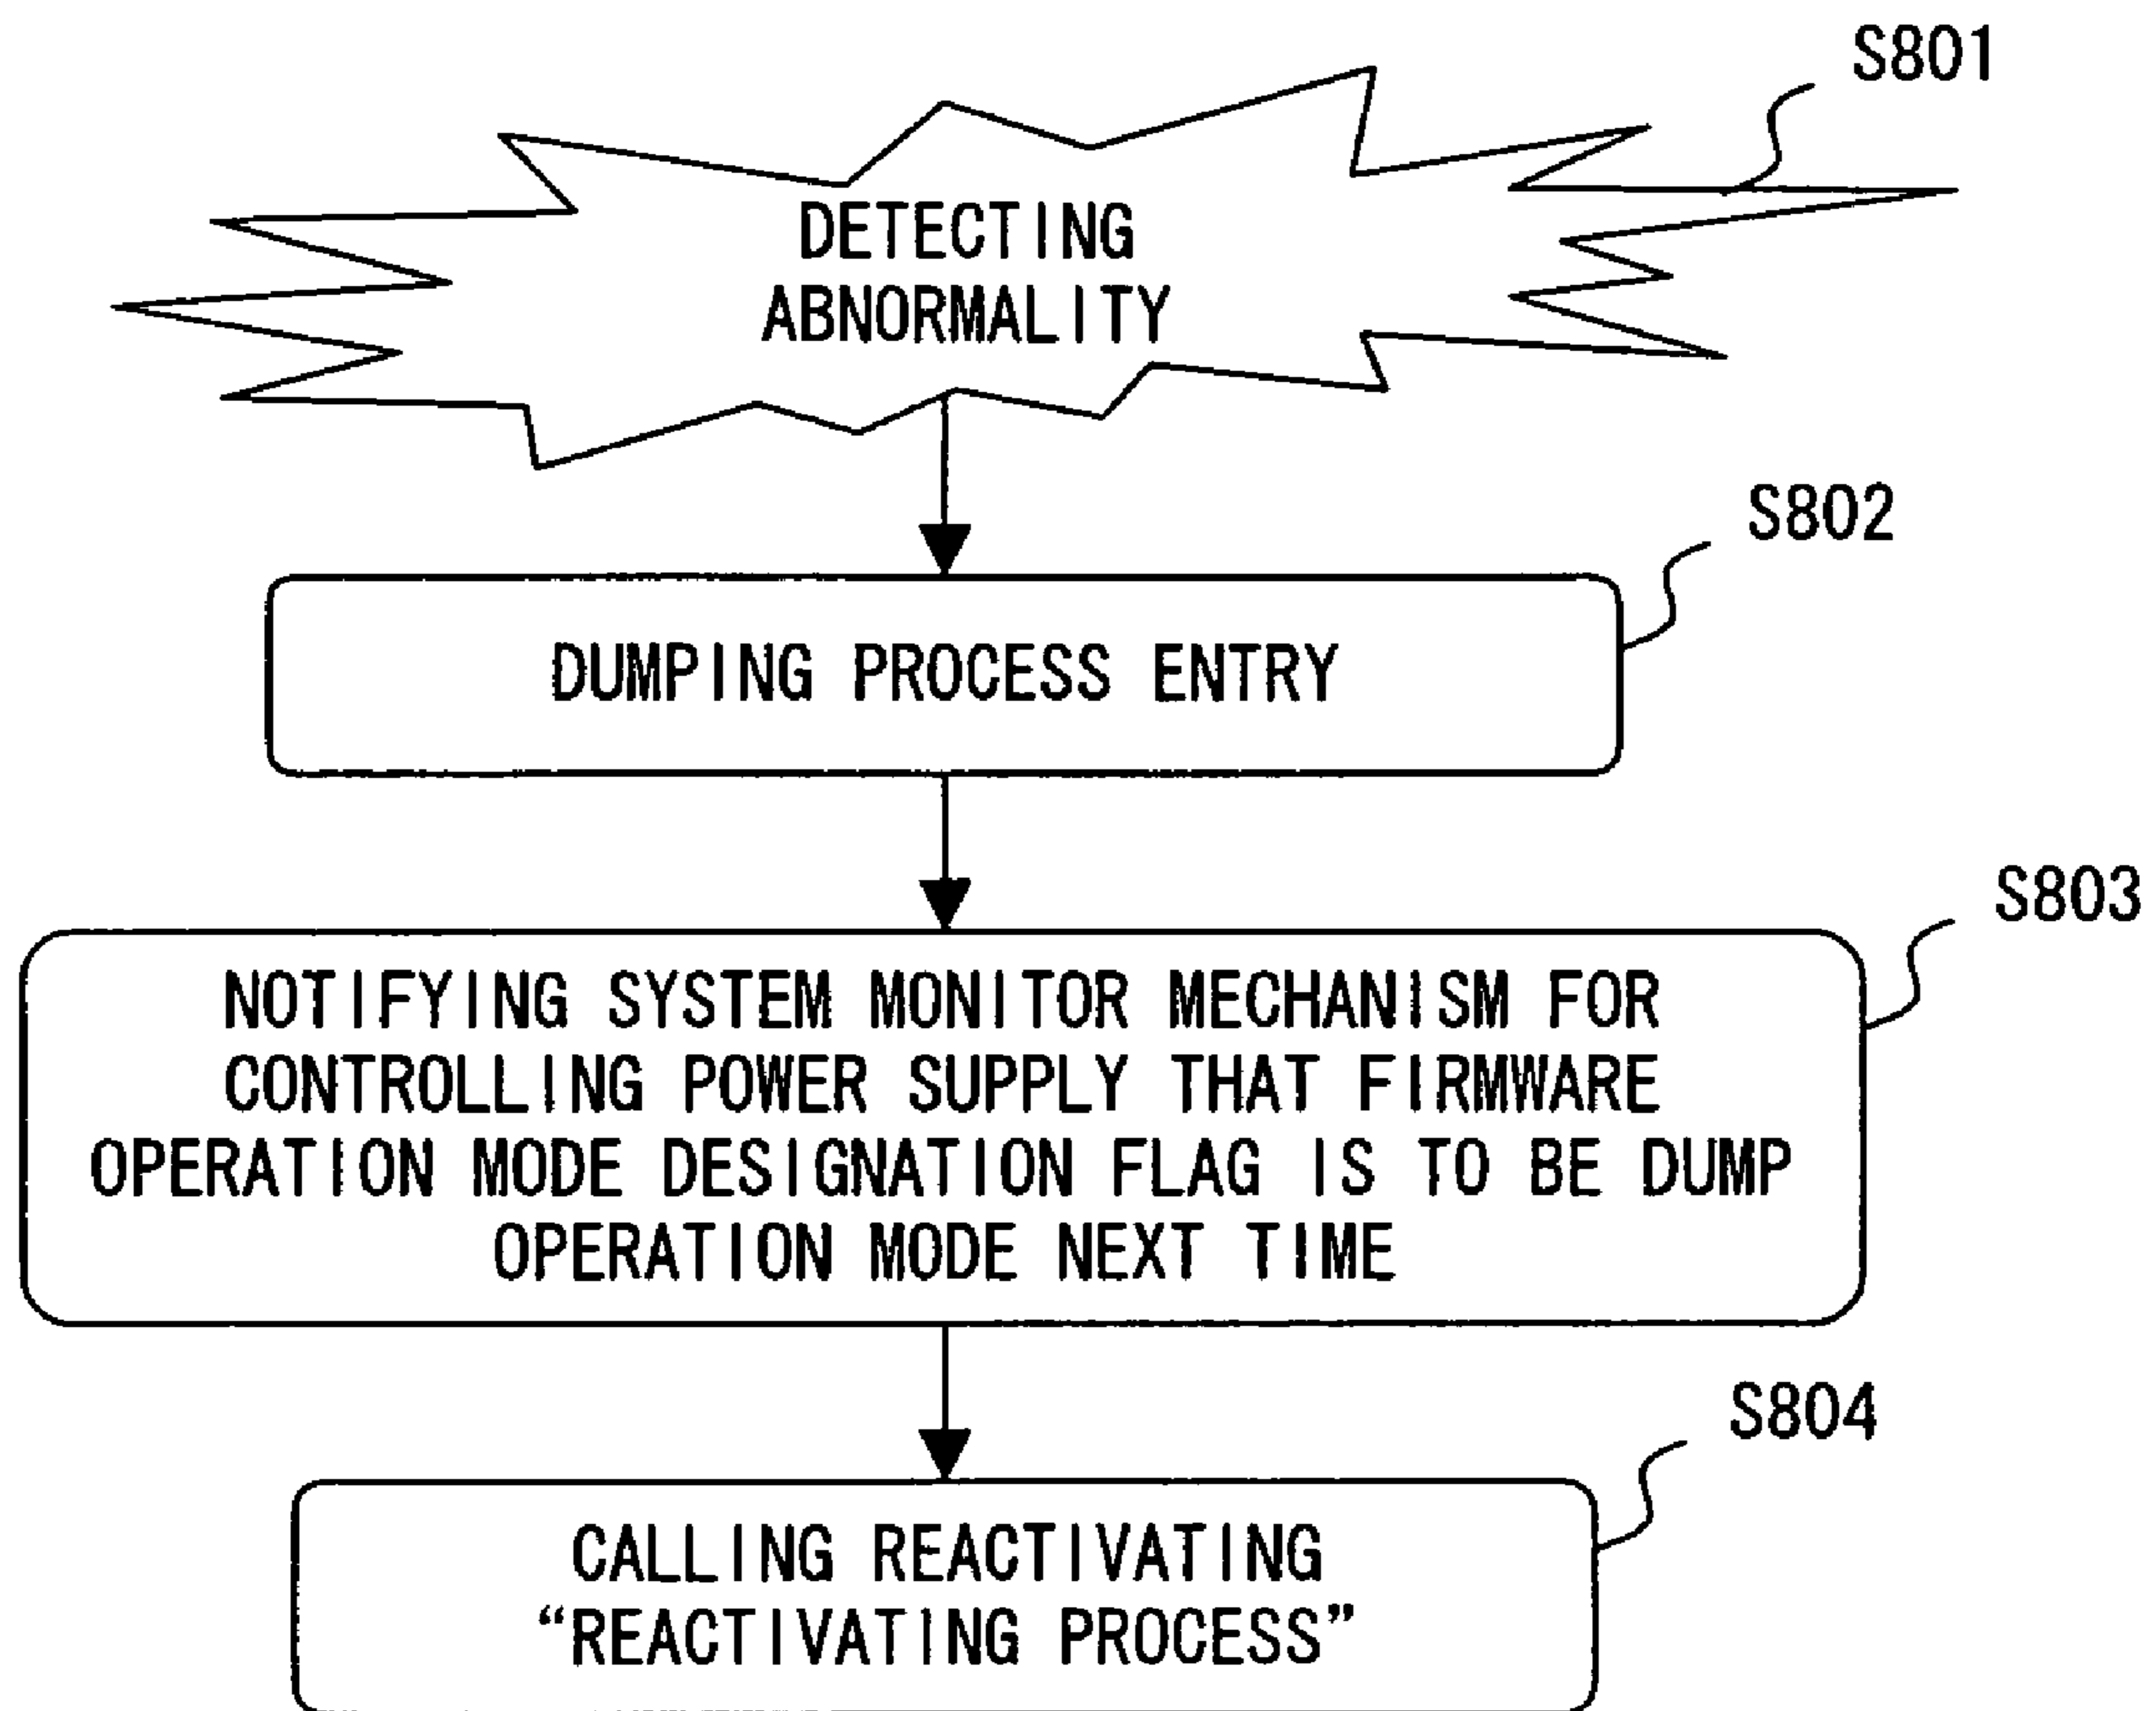 S801
DETECTING
ABNORMALITY
S802
DUMPING PROCESS ENTRY
S803
NOTIFYING SYSTEM MONITOR MECHANISM FOR
CONTROLLING POWER SUPPLY THAT FIRMWARE
OPERATION MODE DESIGNATION FLAG IS TO BE DUMP
OPERATION MODE NEXT TIME
S804
CALLING REACTIVATING
“REACTIVATING PROCESS”